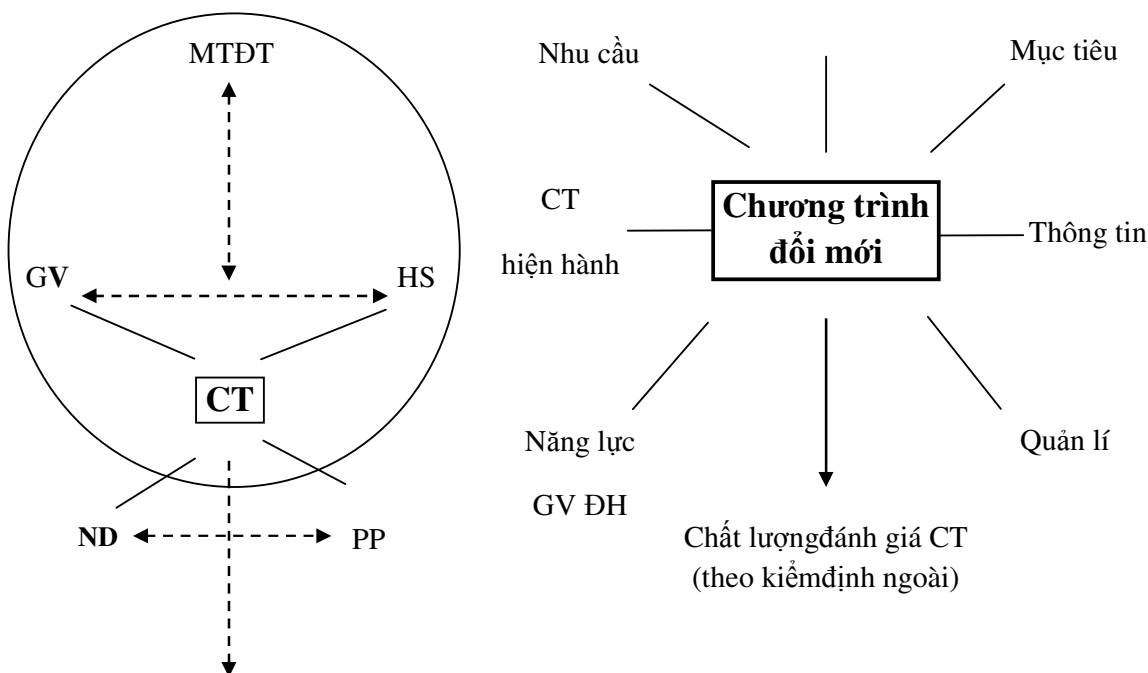 MTĐT
GV
HS
CT
ND
PP
Nhu cầu
Mục tiêu
CT
hiện hành
Chương trình
đổi mới
Thông tin
Năng lực
GV ĐH
Quản lí
Chất lượngđánh giá CT
(theo kiểmđịnh ngoài)